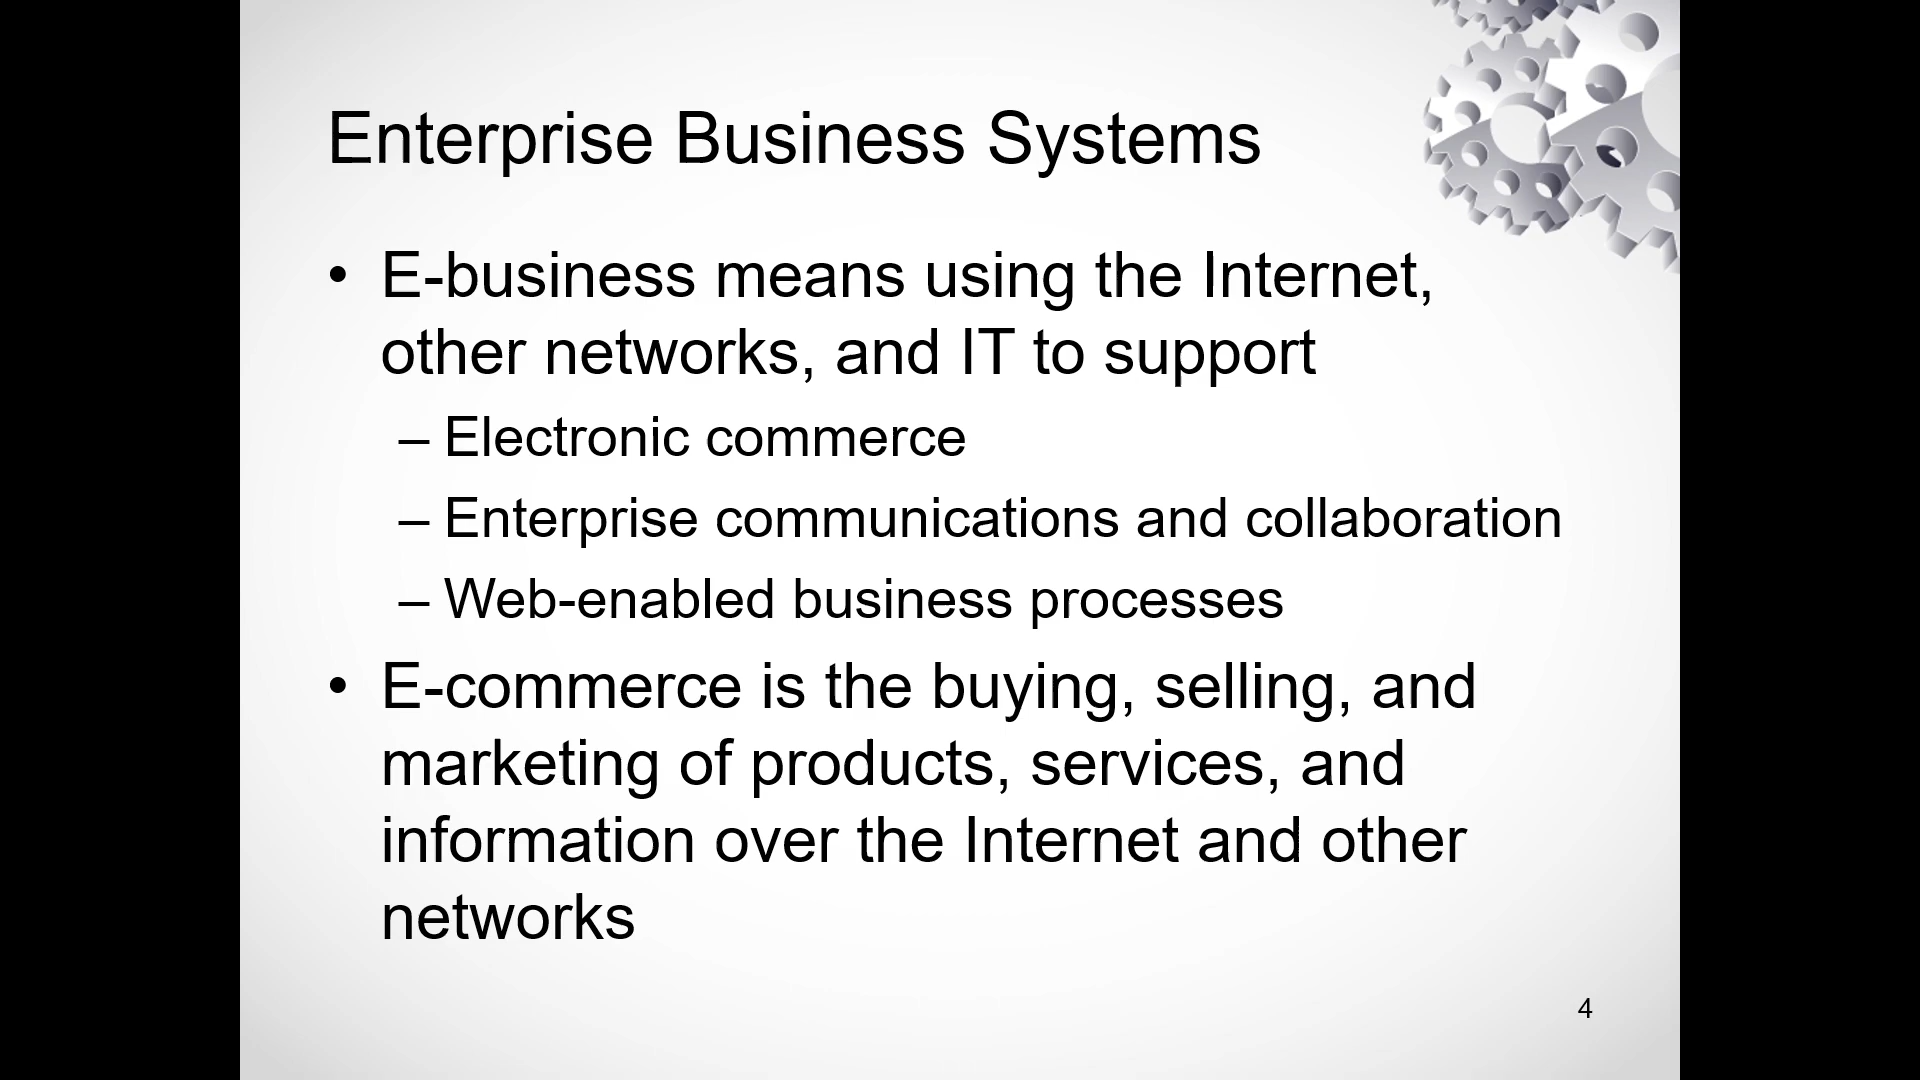 Enterprise Business Systems
• E-business means using the Internet,
other networks, and IT to support
– Electronic commerce
– Enterprise communications and collaboration
– Web-enabled business processes
• E-commerce is the buying, selling, and
marketing of products, services, and
information over the Internet and other
networks
4